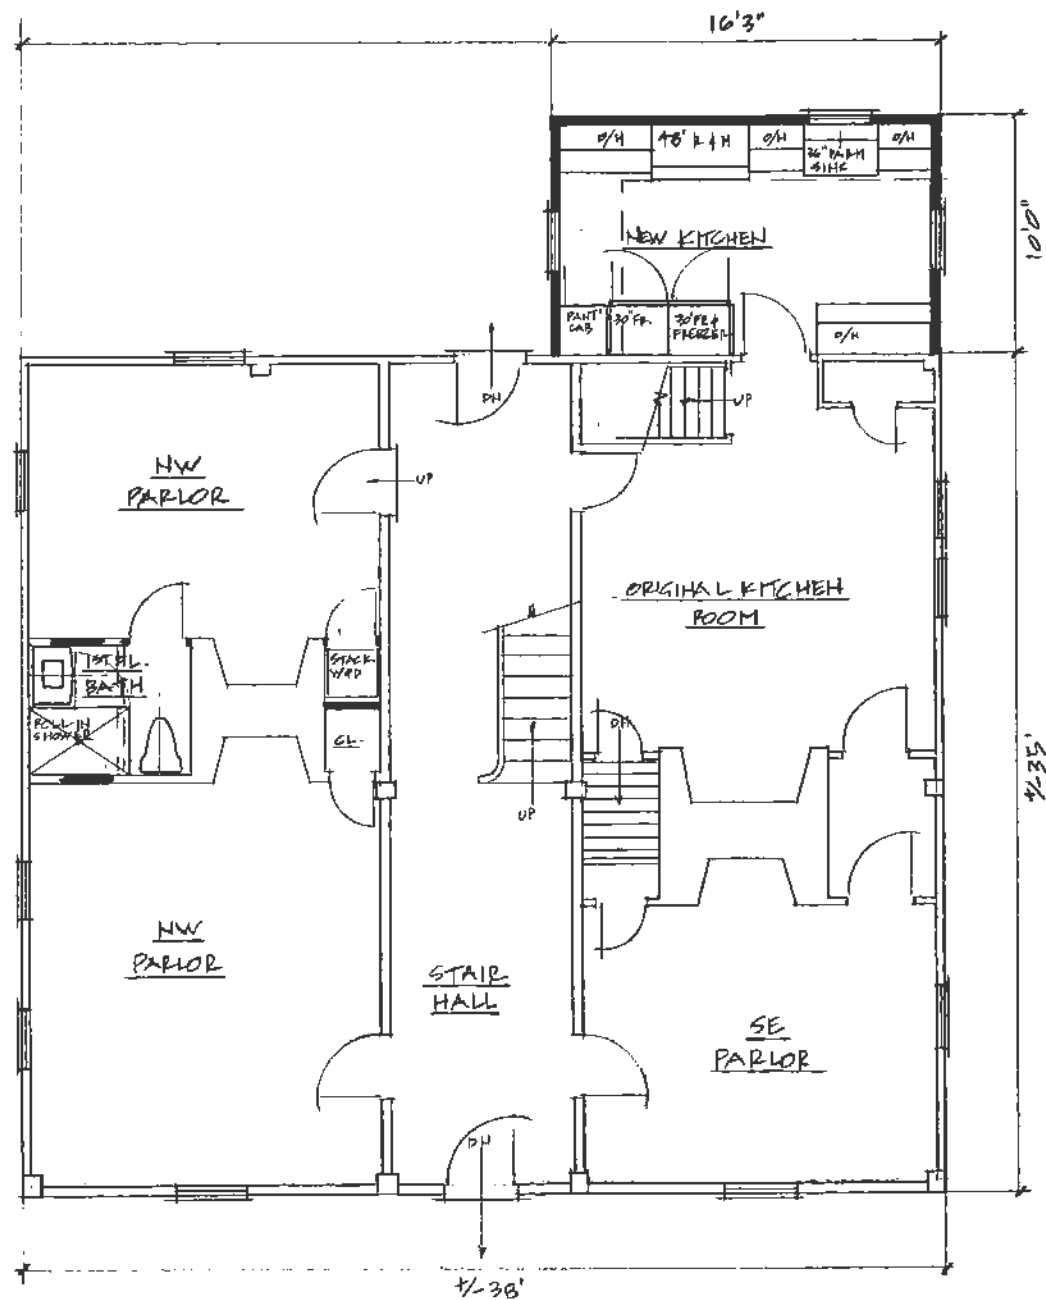 16'3"
O/H
48" R & H
O/H
36" FARM
SINK
O/H
NEW KITCHEN
10'0"
PANT'
CAB
30" FR.
30" FR &
FREEZER
O/H
DN
UP
NW
PARLOR
UP
ORIGINAL KITCHEN
ROOM
1ST FL.
BATH
STACK
W&D
ROLL-IN
SHOWER
CL.
DN
UP
+/-35'
NW
PARLOR
STAIR
HALL
SE
PARLOR
DN
+/-38'